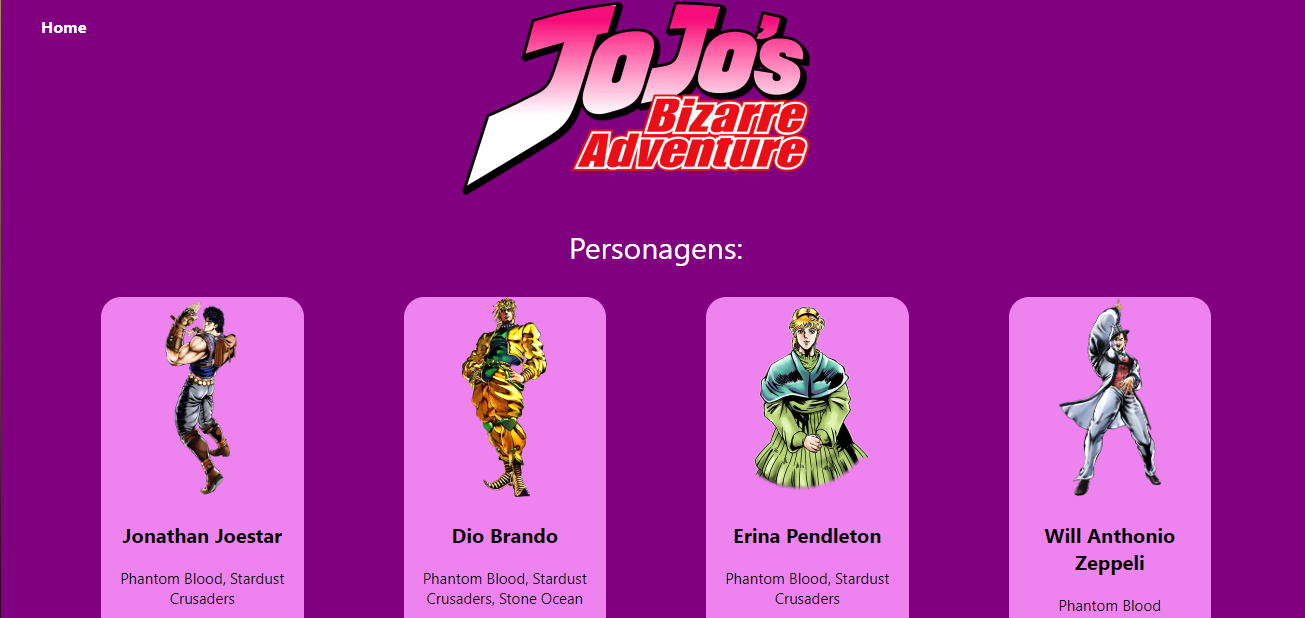 Home
JoJo's
Bizarre
Adventure
Personagens:
Jonathan Joestar
Phantom Blood, Stardust
Crusaders
Dio Brando
Phantom Blood, Stardust
Crusaders, Stone Ocean
Erina Pendleton
Phantom Blood, Stardust
Crusaders
Will Anthonio
Zeppeli
Phantom Blood